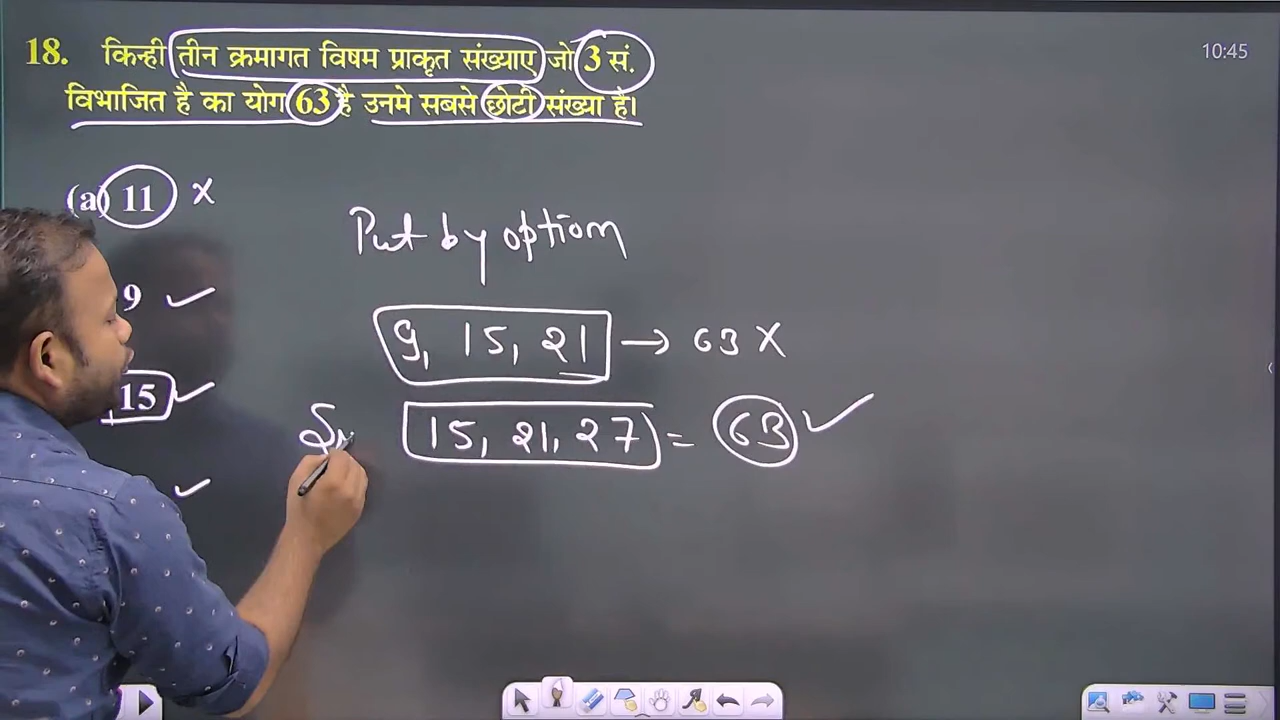 18. किन्ही तीन क्रमागत विषम प्राकृत संख्याए जो 3 सं.
विभाजित है का योग 63 है उनमे सबसे छोटी संख्या है।
10:45
(a) 11 x
Put by option
9 ✓
9, 15, 21 → 63 X
15 ✓
15, 21, 27 = 63 ✓
✓